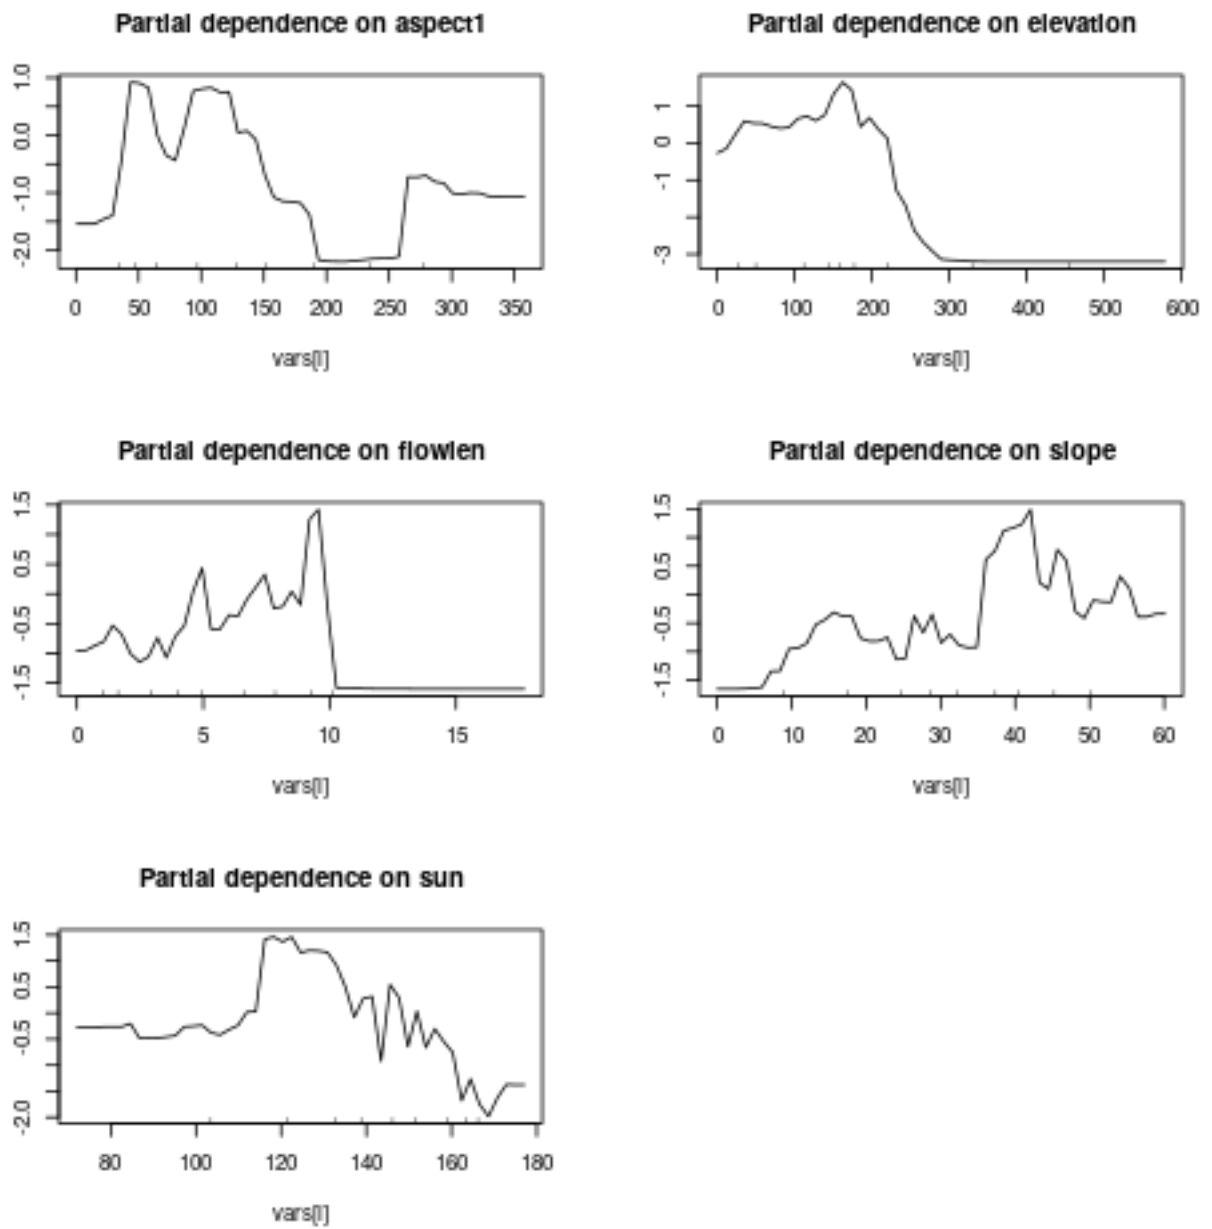 Partial dependence on aspect1
1.0
0.0
-1.0
-2.0
0 50 100 150 200 250 300 350
vars[i]
Partial dependence on elevation
1
0
-1
-3
0 100 200 300 400 500 600
vars[i]
Partial dependence on flowlen
1.5
0.5
-0.5
-1.5
0 5 10 15
vars[i]
Partial dependence on slope
1.5
0.5
-0.5
-1.5
0 10 20 30 40 50 60
vars[i]
Partial dependence on sun
1.5
0.5
-0.5
-2.0
80 100 120 140 160 180
vars[i]